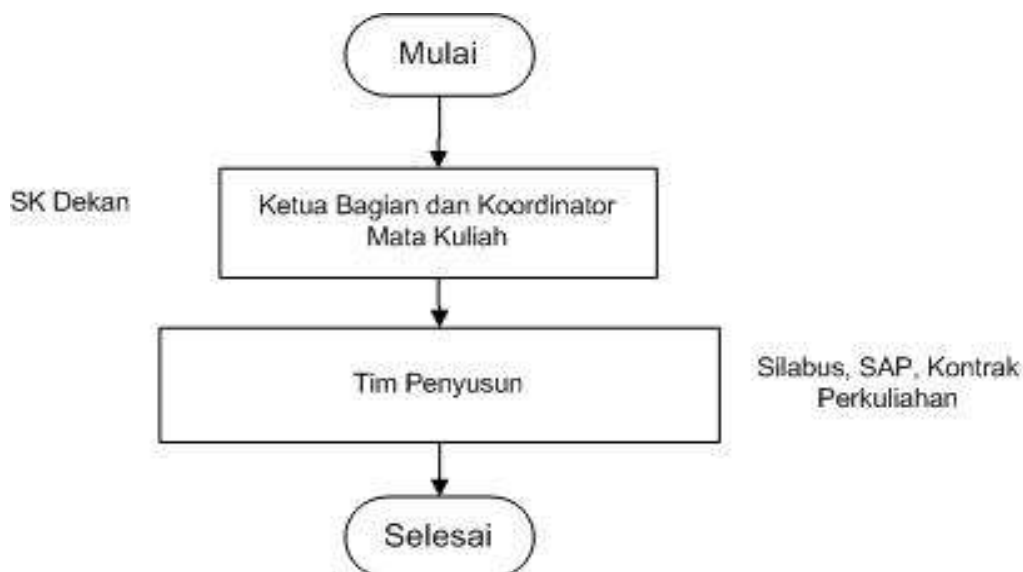 Mulai
SK Dekan
Ketua Bagian dan Koordinator
Mata Kuliah
Tim Penyusun
Silabus, SAP, Kontrak
Perkuliahan
Selesai